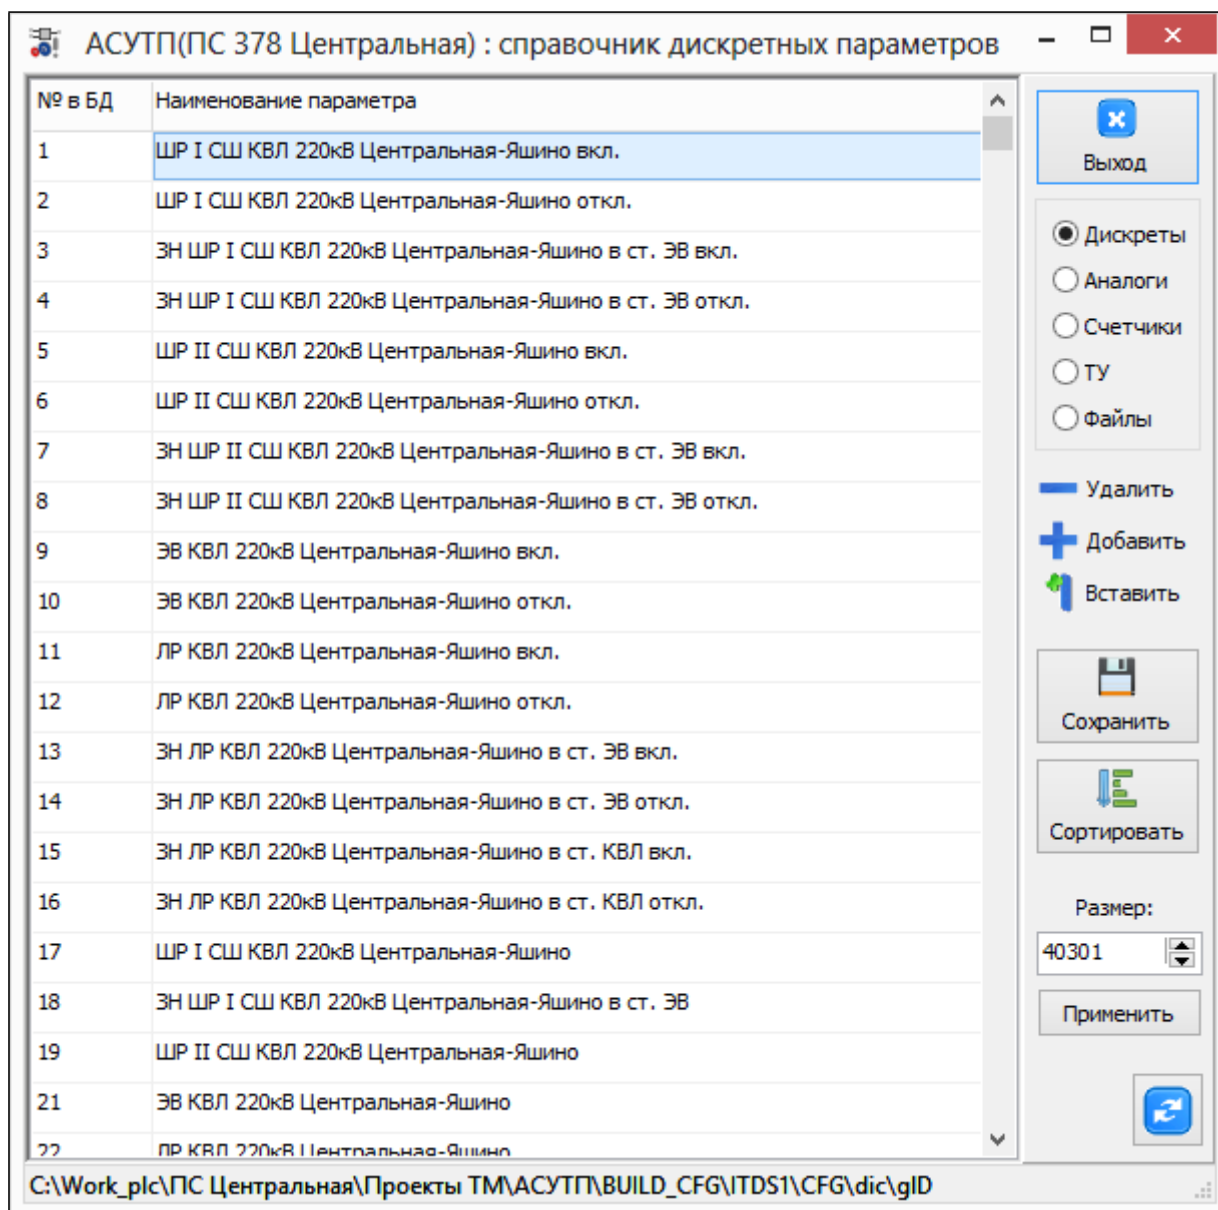 АСУТП(ПС 378 Центральная) : справочник дискретных параметров
№ в БД Наименование параметра
1 ШР I СШ КВЛ 220кВ Центральная-Яшино вкл.
2 ШР I СШ КВЛ 220кВ Центральная-Яшино откл.
3 ЗН ШР I СШ КВЛ 220кВ Центральная-Яшино в ст. ЭВ вкл.
4 ЗН ШР I СШ КВЛ 220кВ Центральная-Яшино в ст. ЭВ откл.
5 ШР II СШ КВЛ 220кВ Центральная-Яшино вкл.
6 ШР II СШ КВЛ 220кВ Центральная-Яшино откл.
7 ЗН ШР II СШ КВЛ 220кВ Центральная-Яшино в ст. ЭВ вкл.
8 ЗН ШР II СШ КВЛ 220кВ Центральная-Яшино в ст. ЭВ откл.
9 ЭВ КВЛ 220кВ Центральная-Яшино вкл.
10 ЭВ КВЛ 220кВ Центральная-Яшино откл.
11 ЛР КВЛ 220кВ Центральная-Яшино вкл.
12 ЛР КВЛ 220кВ Центральная-Яшино откл.
13 ЗН ЛР КВЛ 220кВ Центральная-Яшино в ст. ЭВ вкл.
14 ЗН ЛР КВЛ 220кВ Центральная-Яшино в ст. ЭВ откл.
15 ЗН ЛР КВЛ 220кВ Центральная-Яшино в ст. КВЛ вкл.
16 ЗН ЛР КВЛ 220кВ Центральная-Яшино в ст. КВЛ откл.
17 ШР I СШ КВЛ 220кВ Центральная-Яшино
18 ЗН ШР I СШ КВЛ 220кВ Центральная-Яшино в ст. ЭВ
19 ШР II СШ КВЛ 220кВ Центральная-Яшино
21 ЭВ КВЛ 220кВ Центральная-Яшино
22 ЛР КВЛ 220кВ Центральная-Яшино
Выход
Дискреты
Аналоги
Счетчики
ТУ
Файлы
Удалить
Добавить
Вставить
Сохранить
Сортировать
Размер:
40301
Применить
C:\Work_plc\ПС Центральная\Проекты ТМ\АСУТП\BUILD_CFG\ITDS1\CFG\dic\gID